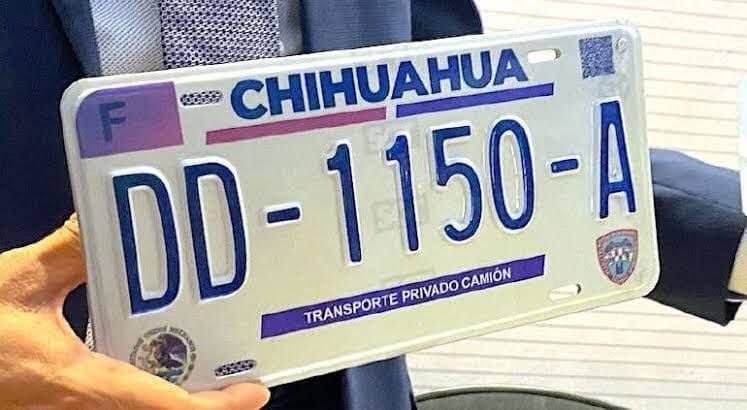 F
CHIHUAHUA
DD-1150-A
TRANSPORTE PRIVADO CAMIÓN